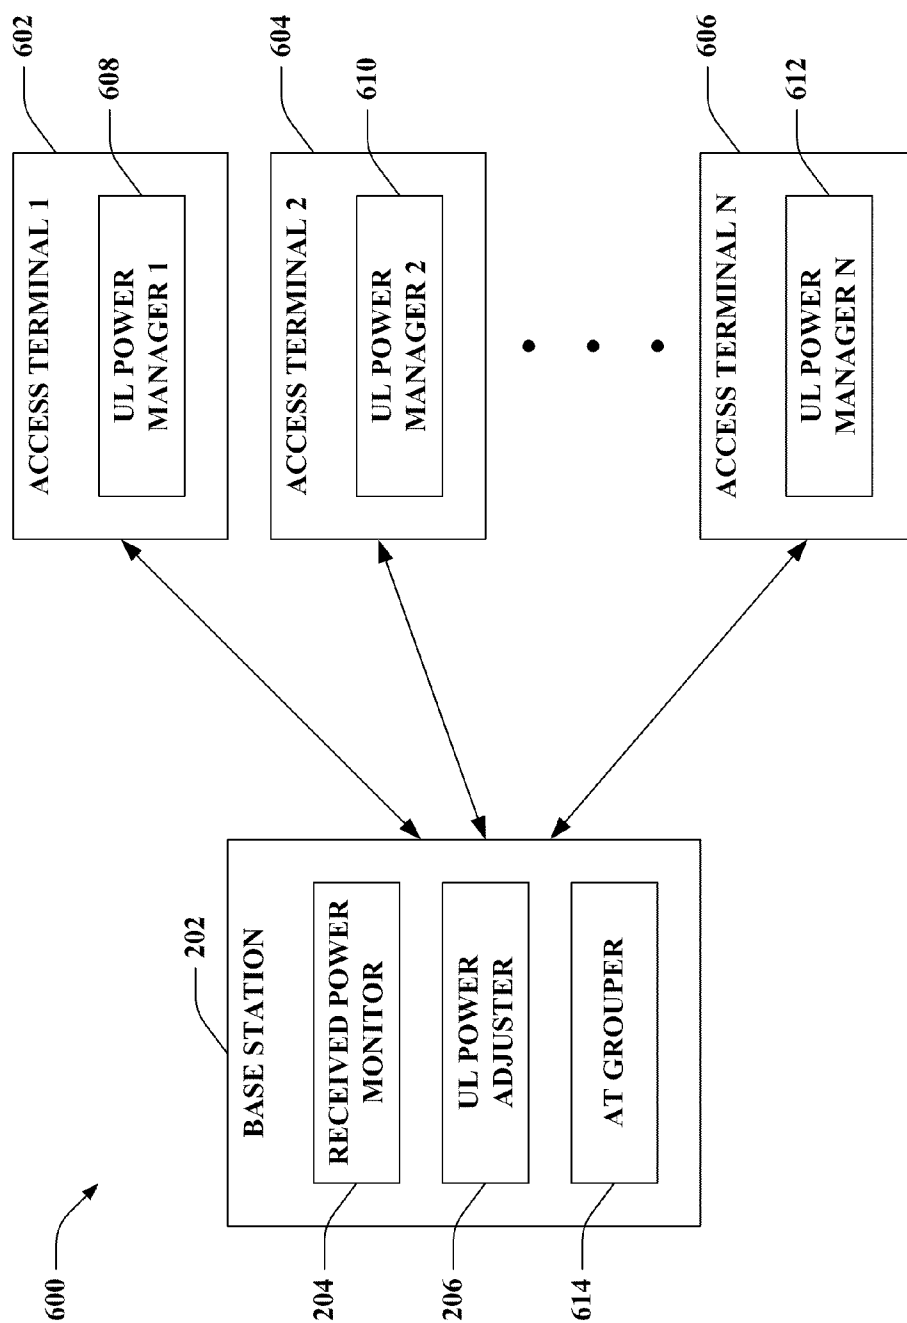 600
202
BASE STATION
RECEIVED POWER
MONITOR
204
UL POWER
ADJUSTER
206
AT GROUPER
614
602
ACCESS TERMINAL 1
608
UL POWER
MANAGER 1
604
ACCESS TERMINAL 2
610
UL POWER
MANAGER 2
606
ACCESS TERMINAL N
612
UL POWER
MANAGER N